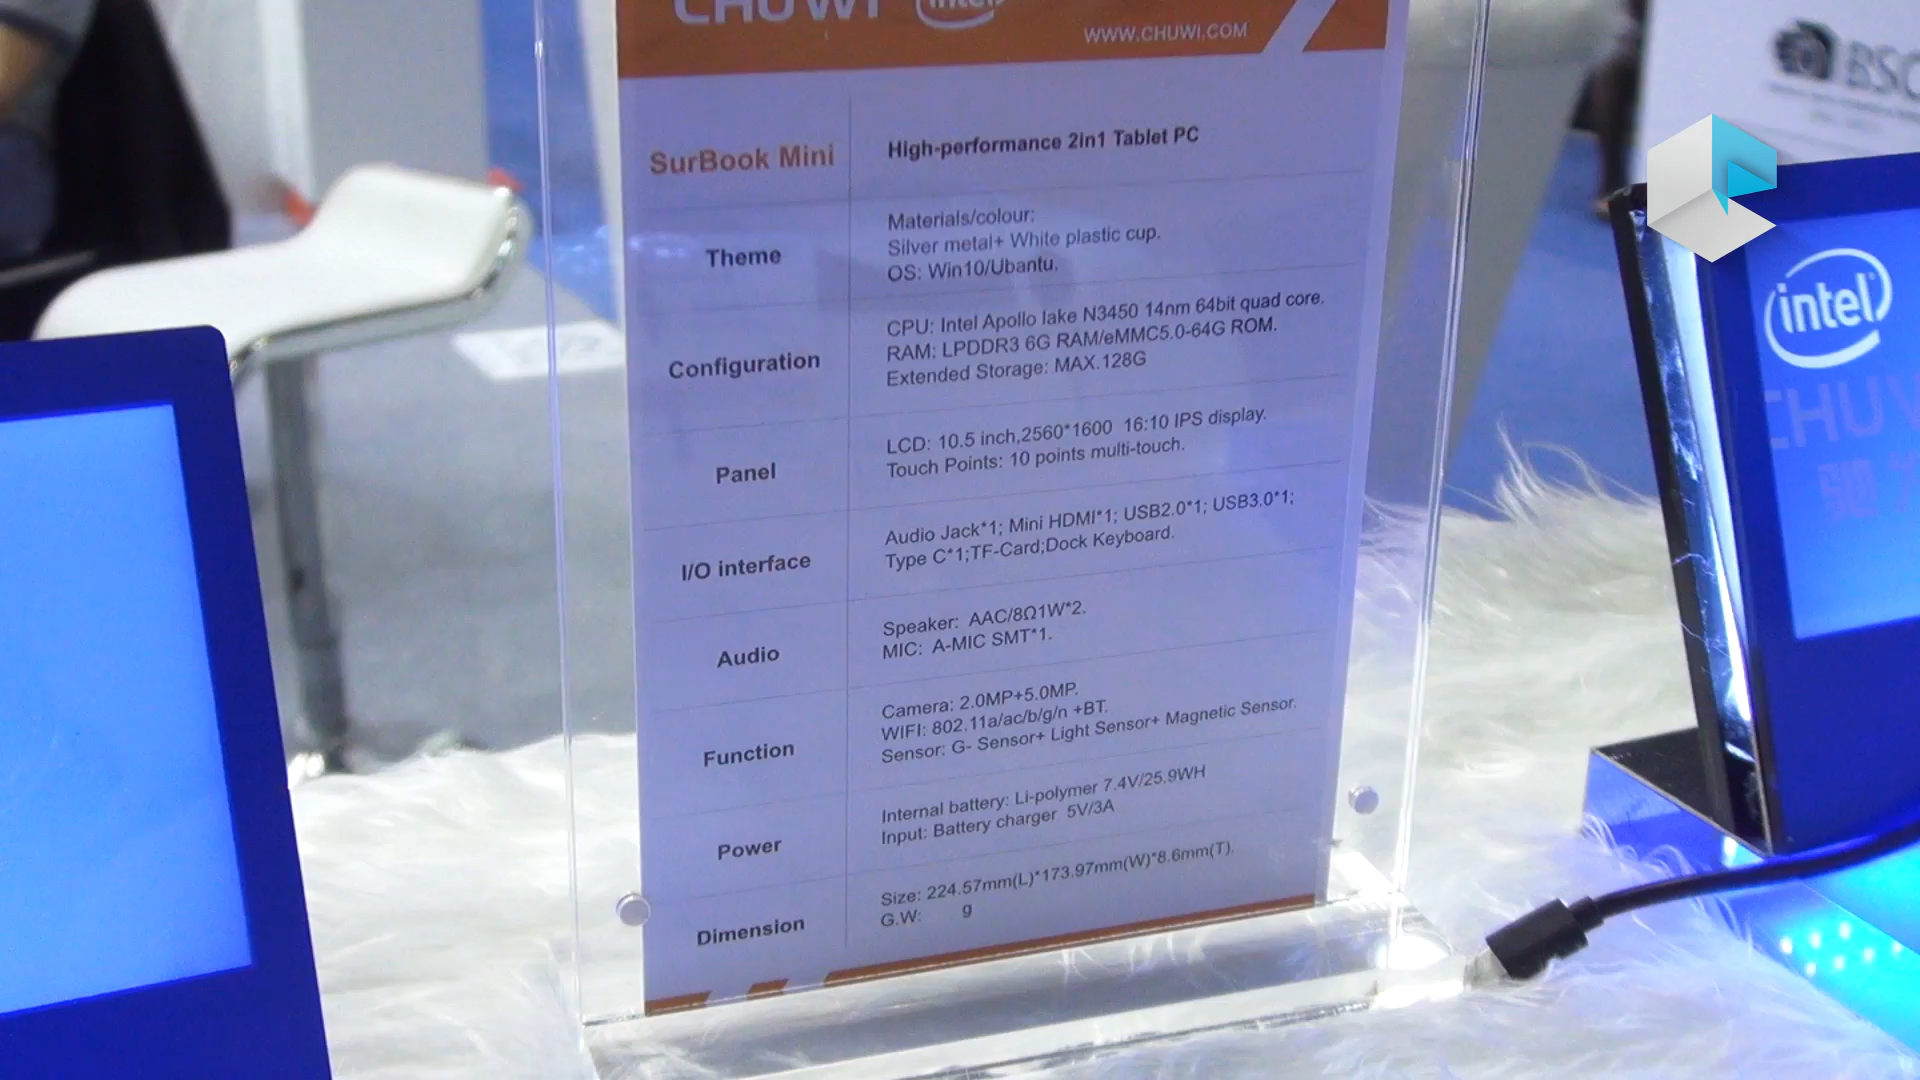 CHUWI intel
WWW.CHUWI.COM
SurBook Mini
High-performance 2in1 Tablet PC
Theme
Materials/colour:
Silver metal+ White plastic cup.
OS: Win10/Ubantu.
Configuration
CPU: Intel Apollo lake N3450 14nm 64bit quad core.
RAM: LPDDR3 6G RAM/eMMC5.0-64G ROM.
Extended Storage: MAX.128G
Panel
LCD: 10.5 inch,2560*1600 16:10 IPS display.
Touch Points: 10 points multi-touch.
I/O interface
Audio Jack*1; Mini HDMI*1; USB2.0*1; USB3.0*1;
Type C*1;TF-Card;Dock Keyboard.
Audio
Speaker: AAC/8Ω1W*2.
MIC: A-MIC SMT*1.
Function
Camera: 2.0MP+5.0MP.
WIFI: 802.11a/ac/b/g/n +BT.
Sensor: G- Sensor+ Light Sensor+ Magnetic Sensor.
Power
Internal battery: Li-polymer 7.4V/25.9WH
Input: Battery charger 5V/3A
Dimension
Size: 224.57mm(L)*173.97mm(W)*8.6mm(T).
G.W: g
BSC
intel
CHUW